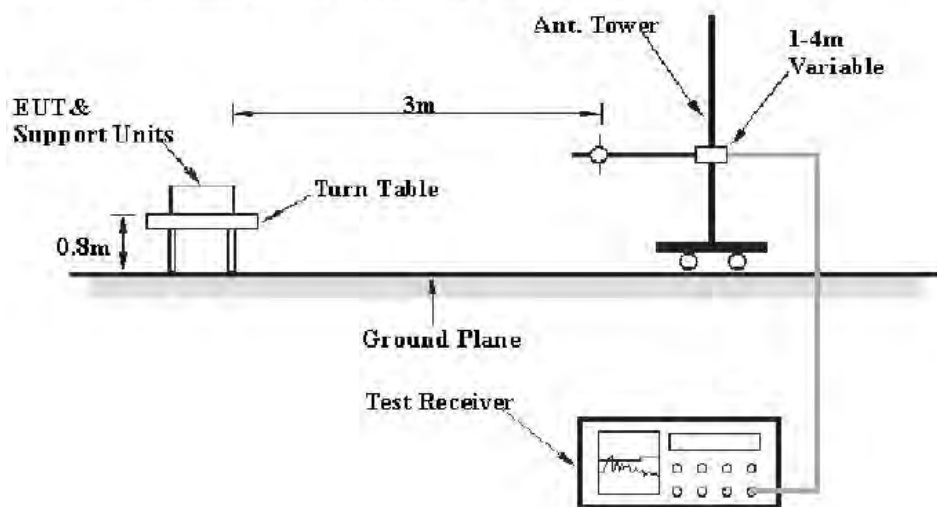 Ant. Tower
1-4m
Variable
EUT &
Support Units
3m
Turn Table
0.8m
Ground Plane
Test Receiver